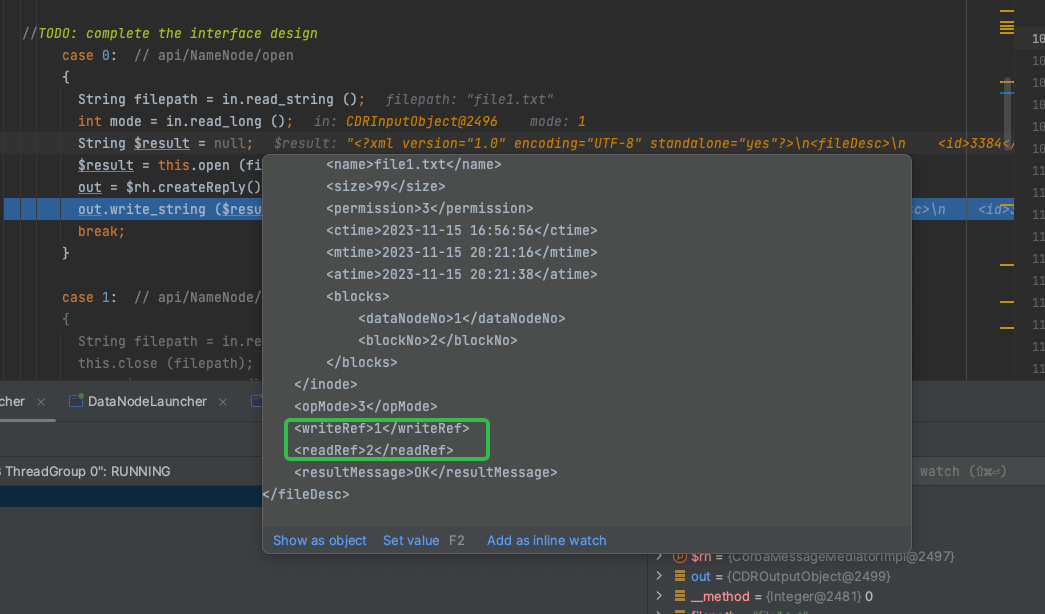 //TODO: complete the interface design
case 0:  // api/NameNode/open
{
String filepath = in.read_string ();  filepath: "file1.txt"
int mode = in.read_long ();  in: CDRInputObject@2496  mode: 1
String $result = null;  $result: "<?xml version="1.0" encoding="UTF-8" standalone="yes"?>\n<fileDesc>\n    <id>3384</
$result = this.open (fi
out = $rh.createReply()
out.write_string ($resu
sc>\n    <id>3
break;
}
case 1:  // api/NameNode/
{
String filepath = in.re
this.close (filepath);
<name>file1.txt</name>
<size>99</size>
<permission>3</permission>
<ctime>2023-11-15 16:56:56</ctime>
<mtime>2023-11-15 20:21:16</mtime>
<atime>2023-11-15 20:21:38</atime>
<blocks>
<dataNodeNo>1</dataNodeNo>
<blockNo>2</blockNo>
</blocks>
</inode>
<opMode>3</opMode>
<writeRef>1</writeRef>
<readRef>2</readRef>
<resultMessage>OK</resultMessage>
</fileDesc>
Show as object  Set value  F2  Add as inline watch
cher ×  DataNodeLauncher ×
ThreadGroup 0": RUNNING
watch (⇧⌘⏎)
$rh = {CorbaMessageMediatorImpl@2497}
out = {CDROutputObject@2499}
__method = {Integer@2481} 0